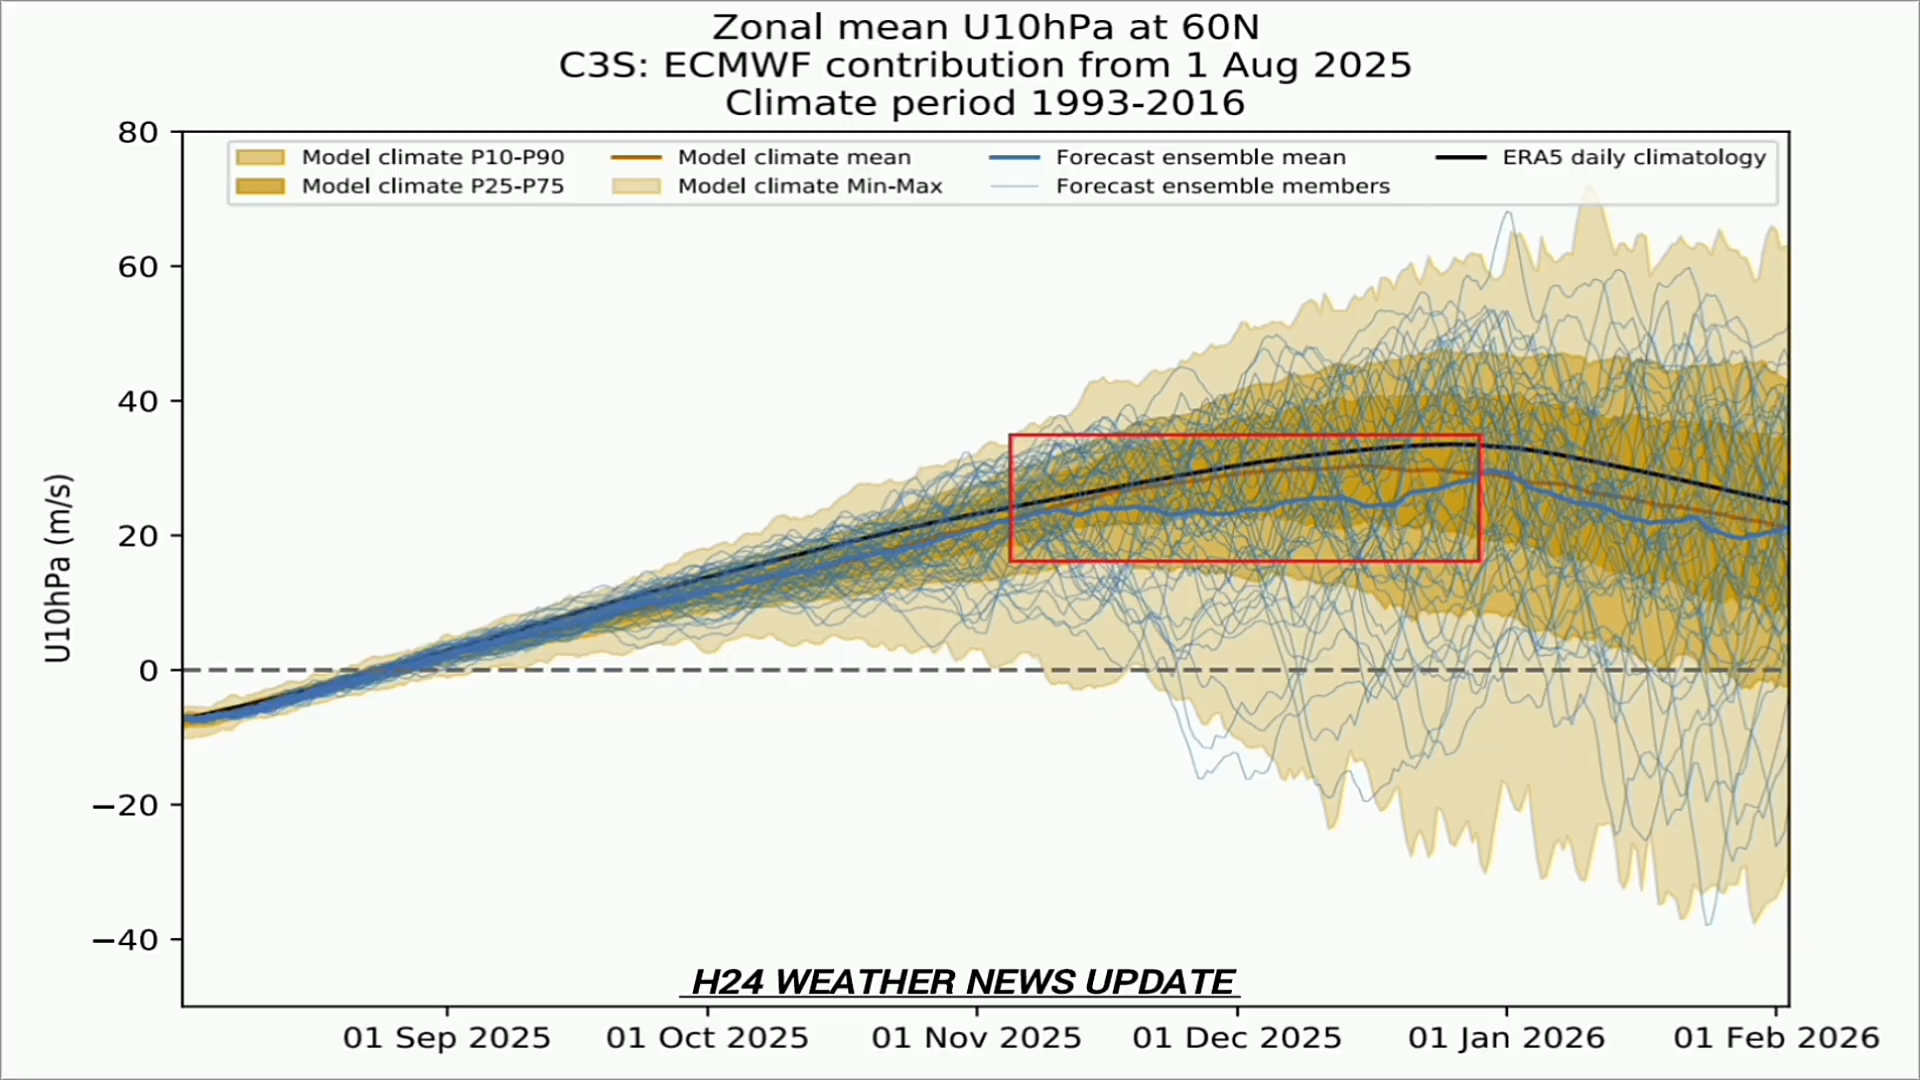 Zonal mean U10hPa at 60N
C3S: ECMWF contribution from 1 Aug 2025
Climate period 1993-2016
Model climate P10-P90
Model climate P25-P75
Model climate mean
Model climate Min-Max
Forecast ensemble mean
Forecast ensemble members
ERA5 daily climatology
U10hPa (m/s)
80
60
40
20
0
−20
−40
H24 WEATHER NEWS UPDATE
01 Sep 2025
01 Oct 2025
01 Nov 2025
01 Dec 2025
01 Jan 2026
01 Feb 2026